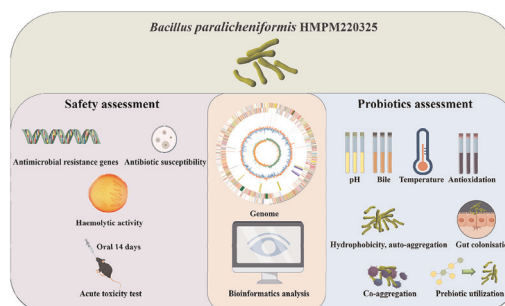 Bacillus paralicheniformis HMPM220325
Safety assessment
Antimicrobial resistance genes
Antibiotic susceptibility
Haemolytic activity
Oral 14 days
Acute toxicity test
Genome
Bioinformatics analysis
Probiotics assessment
pH
Bile
Temperature
Antioxidation
Hydrophobicity, auto-aggregation
Gut colonisati
Co-aggregation
Prebiotic utilization